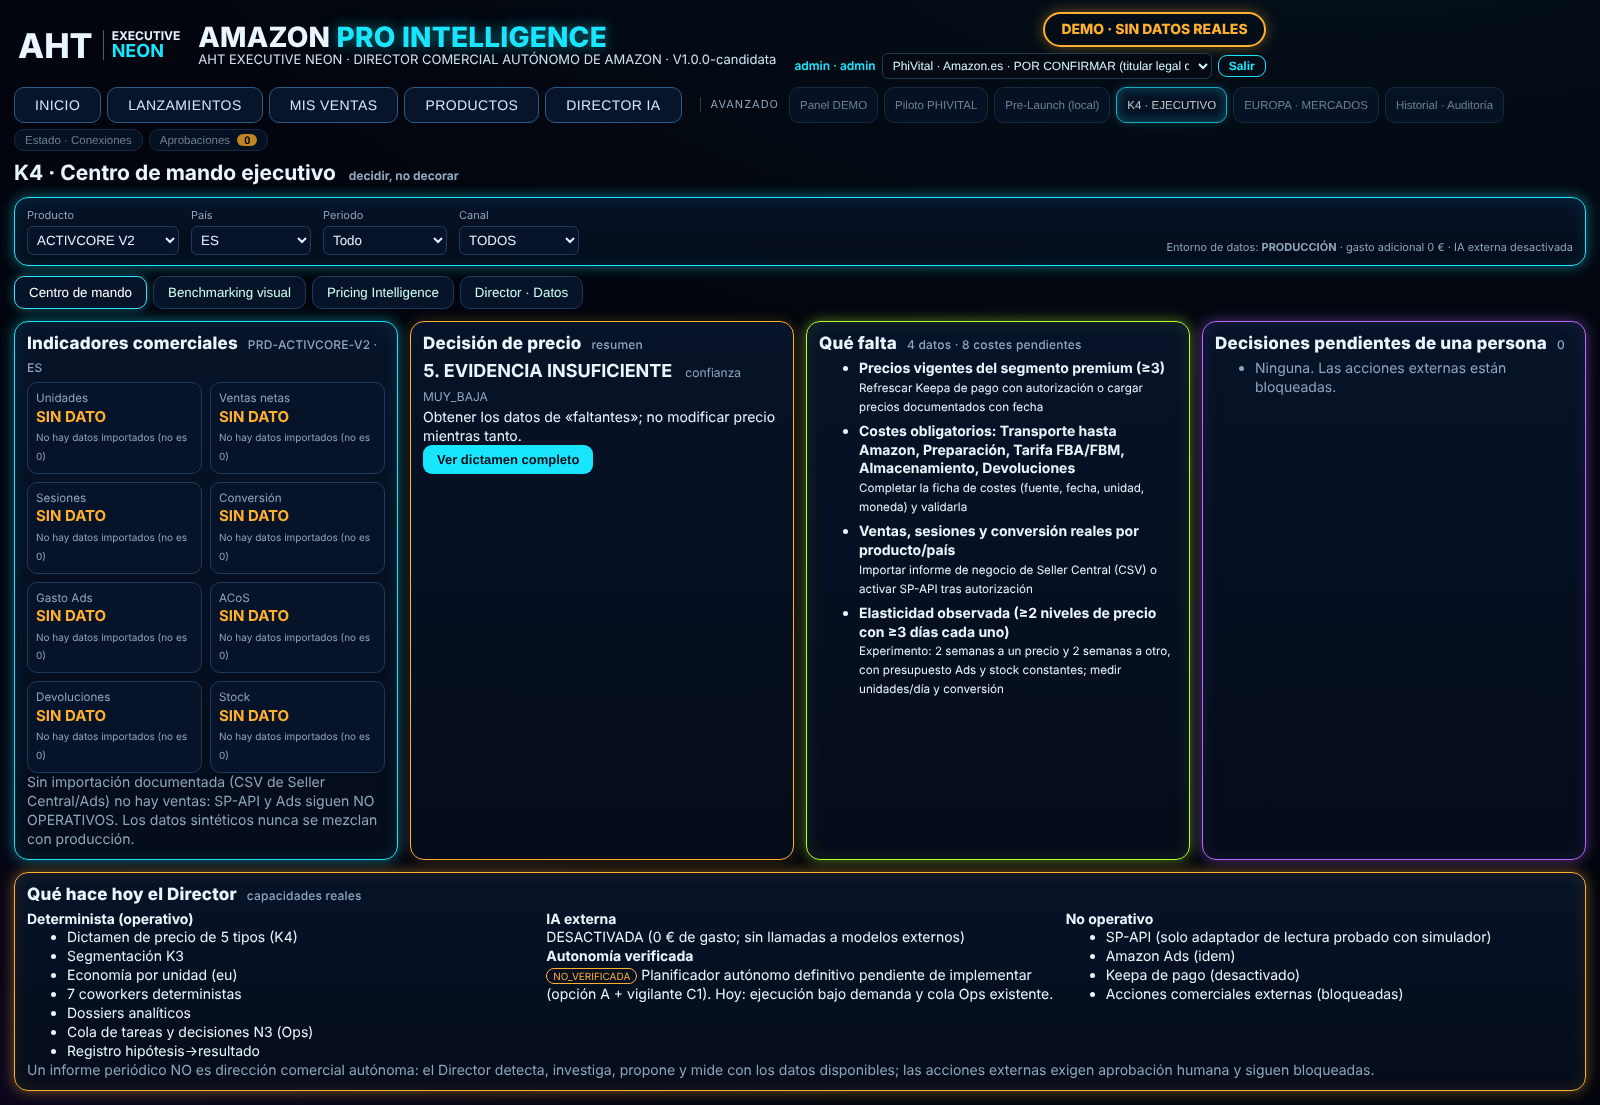 AHT
EXECUTIVE
NEON
AMAZON PRO INTELLIGENCE
AHT EXECUTIVE NEON · DIRECTOR COMERCIAL AUTÓNOMO DE AMAZON · V1.0.0-candidata
DEMO · SIN DATOS REALES
admin · admin
PhiVital · Amazon.es · POR CONFIRMAR (titular legal d
Salir
INICIO
LANZAMIENTOS
MIS VENTAS
PRODUCTOS
DIRECTOR IA
AVANZADO
Panel DEMO
Piloto PHIVITAL
Pre-Launch (local)
K4 · EJECUTIVO
EUROPA · MERCADOS
Historial · Auditoría
Estado · Conexiones
Aprobaciones 0
K4 · Centro de mando ejecutivo decidir, no decorar
Producto
País
Periodo
Canal
ACTIVCORE V2
ES
Todo
TODOS
Entorno de datos: PRODUCCIÓN · gasto adicional 0 € · IA externa desactivada
Centro de mando
Benchmarking visual
Pricing Intelligence
Director · Datos
Indicadores comerciales PRD-ACTIVCORE-V2 ·
ES
Unidades
SIN DATO
No hay datos importados (no es
0)
Ventas netas
SIN DATO
No hay datos importados (no es
0)
Sesiones
SIN DATO
No hay datos importados (no es
0)
Conversión
SIN DATO
No hay datos importados (no es
0)
Gasto Ads
SIN DATO
No hay datos importados (no es
0)
ACoS
SIN DATO
No hay datos importados (no es
0)
Devoluciones
SIN DATO
No hay datos importados (no es
0)
Stock
SIN DATO
No hay datos importados (no es
0)
Sin importación documentada (CSV de Seller
Central/Ads) no hay ventas: SP-API y Ads siguen NO
OPERATIVOS. Los datos sintéticos nunca se mezclan
con producción.
Decisión de precio resumen
5. EVIDENCIA INSUFICIENTE confianza
MUY_BAJA
Obtener los datos de «faltantes»; no modificar precio
mientras tanto.
Ver dictamen completo
Qué falta 4 datos · 8 costes pendientes
• Precios vigentes del segmento premium (≥3)
Refrescar Keepa de pago con autorización o cargar
precios documentados con fecha
• Costes obligatorios: Transporte hasta
Amazon, Preparación, Tarifa FBA/FBM,
Almacenamiento, Devoluciones
Completar la ficha de costes (fuente, fecha, unidad,
moneda) y validarla
• Ventas, sesiones y conversión reales por
producto/país
Importar informe de negocio de Seller Central (CSV) o
activar SP-API tras autorización
• Elasticidad observada (≥2 niveles de precio
con ≥3 días cada uno)
Experimento: 2 semanas a un precio y 2 semanas a otro,
con presupuesto Ads y stock constantes; medir
unidades/día y conversión
Decisiones pendientes de una persona 0
• Ninguna. Las acciones externas están
bloqueadas.
Qué hace hoy el Director capacidades reales
Determinista (operativo)
• Dictamen de precio de 5 tipos (K4)
• Segmentación K3
• Economía por unidad (eu)
• 7 coworkers deterministas
• Dossiers analíticos
• Cola de tareas y decisiones N3 (Ops)
• Registro hipótesis→resultado
IA externa
DESACTIVADA (0 € de gasto; sin llamadas a modelos externos)
Autonomía verificada
NO_VERIFICADA Planificador autónomo definitivo pendiente de implementar
(opción A + vigilante C1). Hoy: ejecución bajo demanda y cola Ops existente.
No operativo
• SP-API (solo adaptador de lectura probado con simulador)
• Amazon Ads (idem)
• Keepa de pago (desactivado)
• Acciones comerciales externas (bloqueadas)
Un informe periódico NO es dirección comercial autónoma: el Director detecta, investiga, propone y mide con los datos disponibles; las acciones externas exigen aprobación humana y siguen bloqueadas.